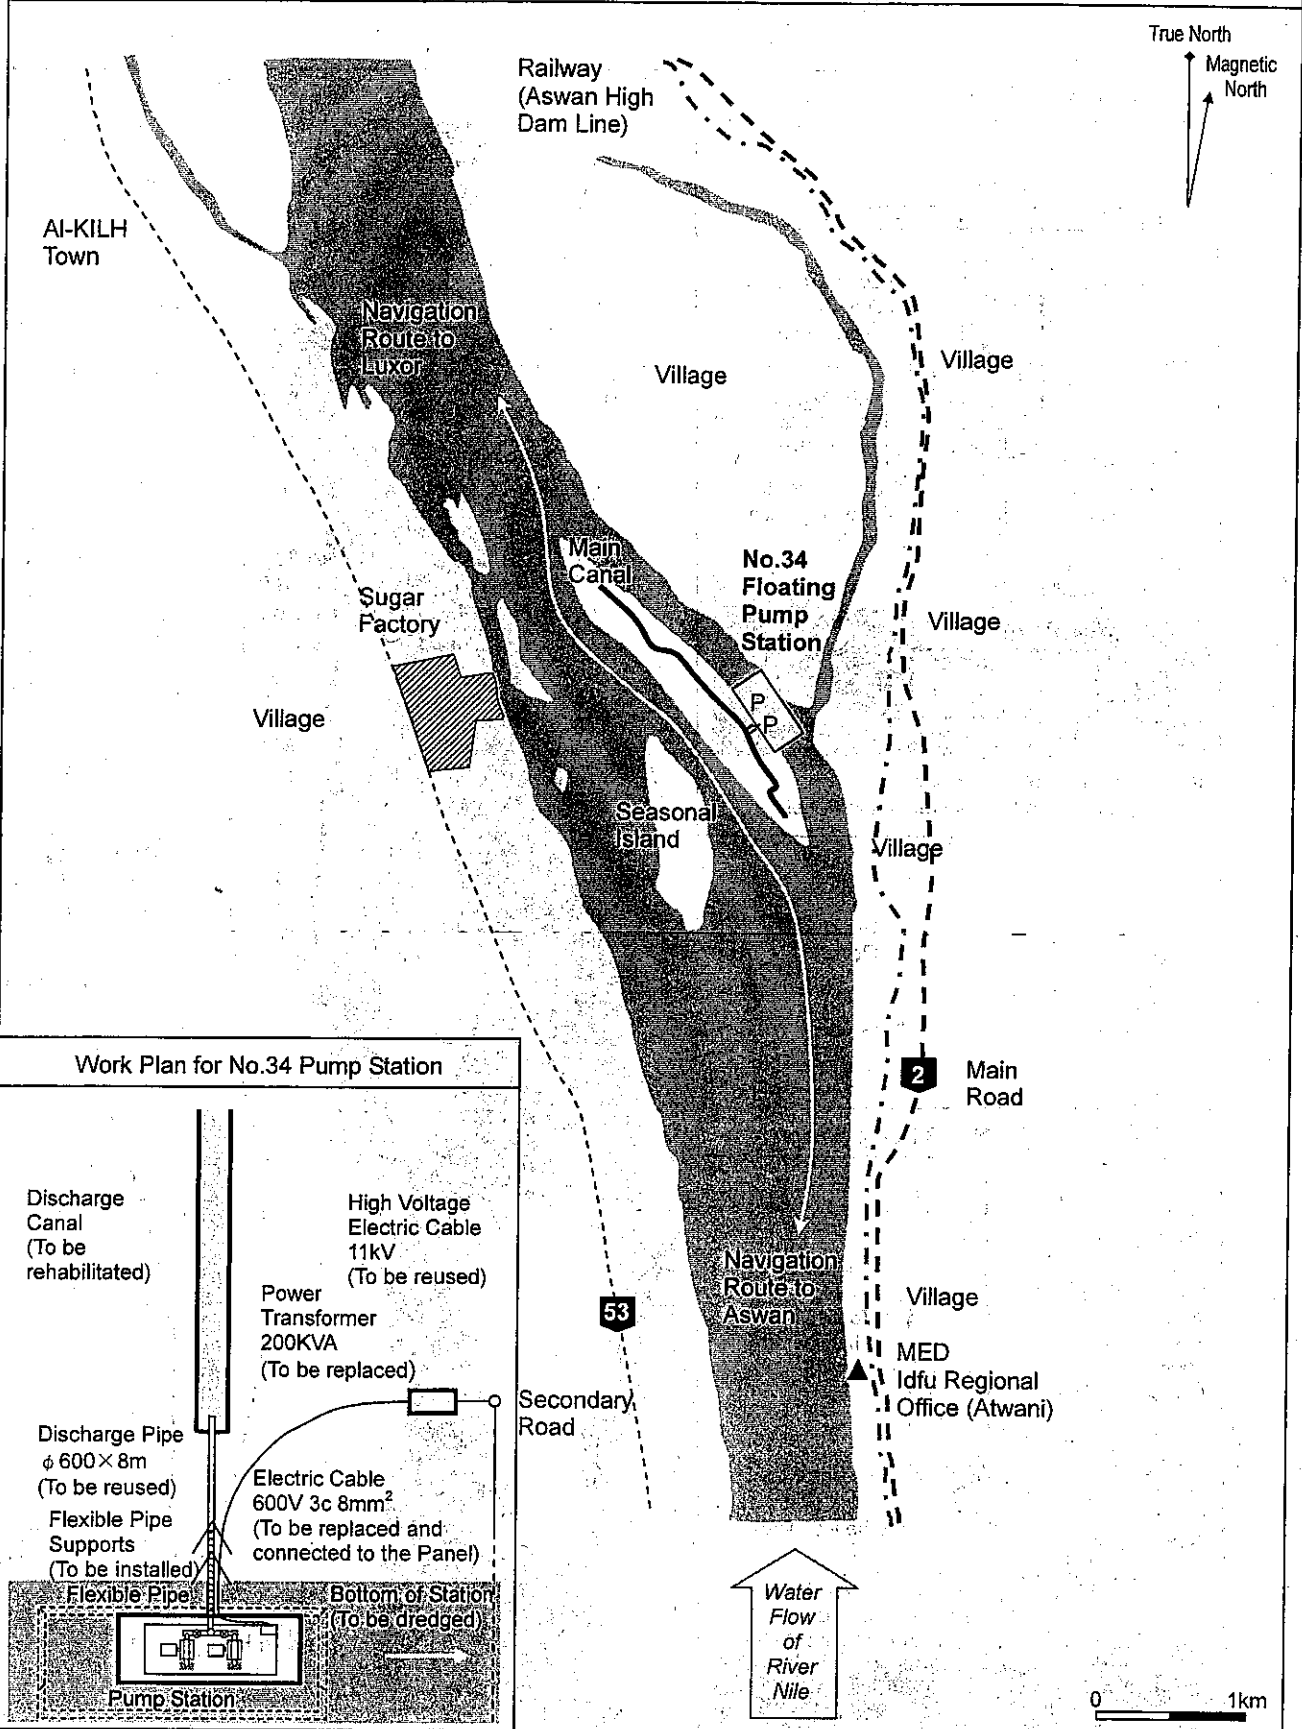 True North
Magnetic
North
Railway
(Aswan High
Dam Line)
Al-KILH
Town
Navigation
Route to
Luxor
Village
Village
Main
Canal
No.34
Floating
Pump
Station
Sugar
Factory
Village
Village
P
P
Seasonal
Island
Village
2
Main
Road
Work Plan for No.34 Pump Station
Discharge
Canal
(To be
rehabilitated)
High Voltage
Electric Cable
11kV
(To be reused)
Power
Transformer
200KVA
(To be replaced)
Navigation
Route to
Aswan
Village
53
MED
Idfu Regional
Office (Atwani)
Secondary
Road
Discharge Pipe
φ 600×8m
(To be reused)
Electric Cable
600V 3c 8mm²
(To be replaced and
connected to the Panel)
Flexible Pipe
Supports
(To be installed)
Flexible Pipe
Bottom of Station
(To be dredged)
Pump Station
Water
Flow
of
River
Nile
0 1km